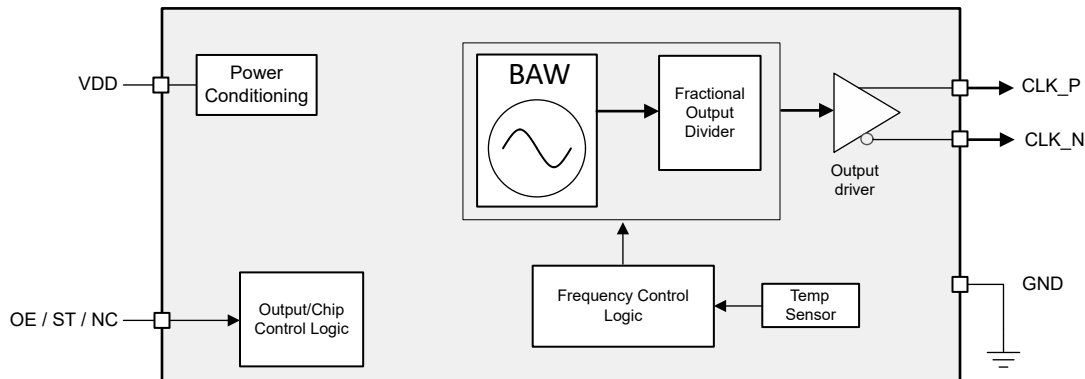 VDD
Power
Conditioning
BAW
Fractional
Output
Divider
Output
driver
CLK_P
CLK_N
OE / ST / NC
Output/Chip
Control Logic
Frequency Control
Logic
Temp
Sensor
GND